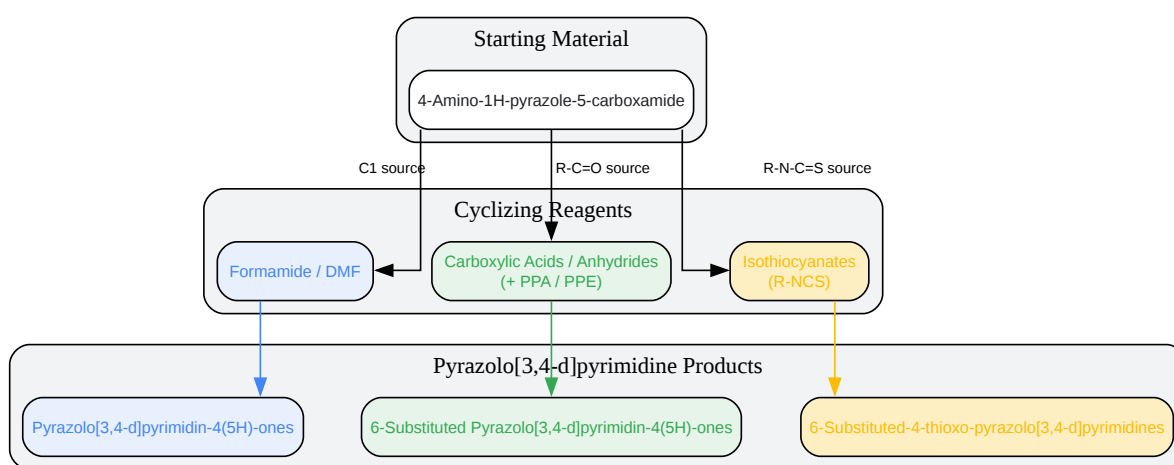 Starting Material
4-Amino-1H-pyrazole-5-carboxamide
C1 source
R-C=O source
R-N-C=S source
Cyclizing Reagents
Formamide / DMF
Carboxylic Acids / Anhydrides
(+ PPA / PPE)
Isothiocyanates
(R-NCS)
Pyrazolo[3,4-d]pyrimidine Products
Pyrazolo[3,4-d]pyrimidin-4(5H)-ones
6-Substituted Pyrazolo[3,4-d]pyrimidin-4(5H)-ones
6-Substituted-4-thioxo-pyrazolo[3,4-d]pyrimidines